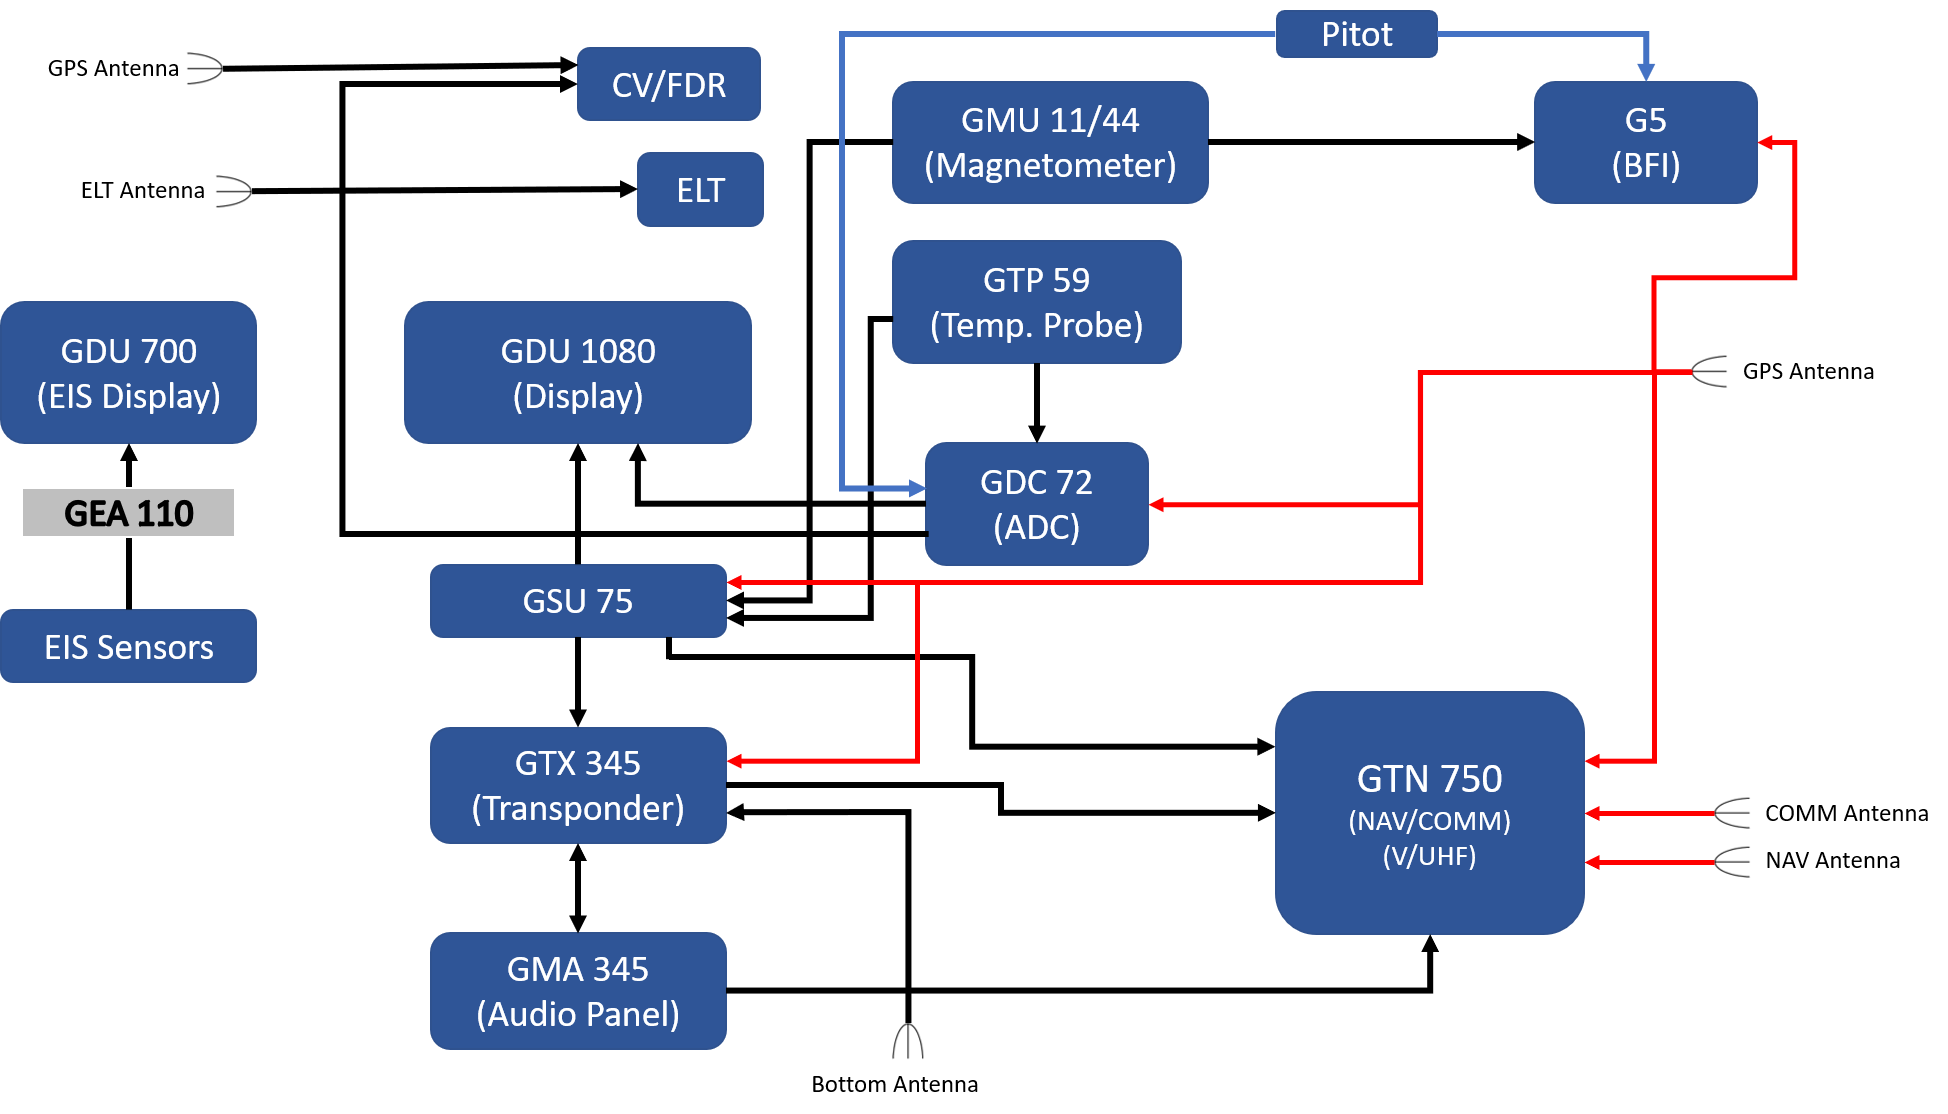 Pitot
GPS Antenna
CV/FDR
GMU 11/44
(Magnetometer)
G5
(BFI)
ELT Antenna
ELT
GTP 59
(Temp. Probe)
GDU 700
(EIS Display)
GDU 1080
(Display)
GPS Antenna
GEA 110
GDC 72
(ADC)
GSU 75
EIS Sensors
GTX 345
(Transponder)
GTN 750
(NAV/COMM)
(V/UHF)
COMM Antenna
NAV Antenna
GMA 345
(Audio Panel)
Bottom Antenna